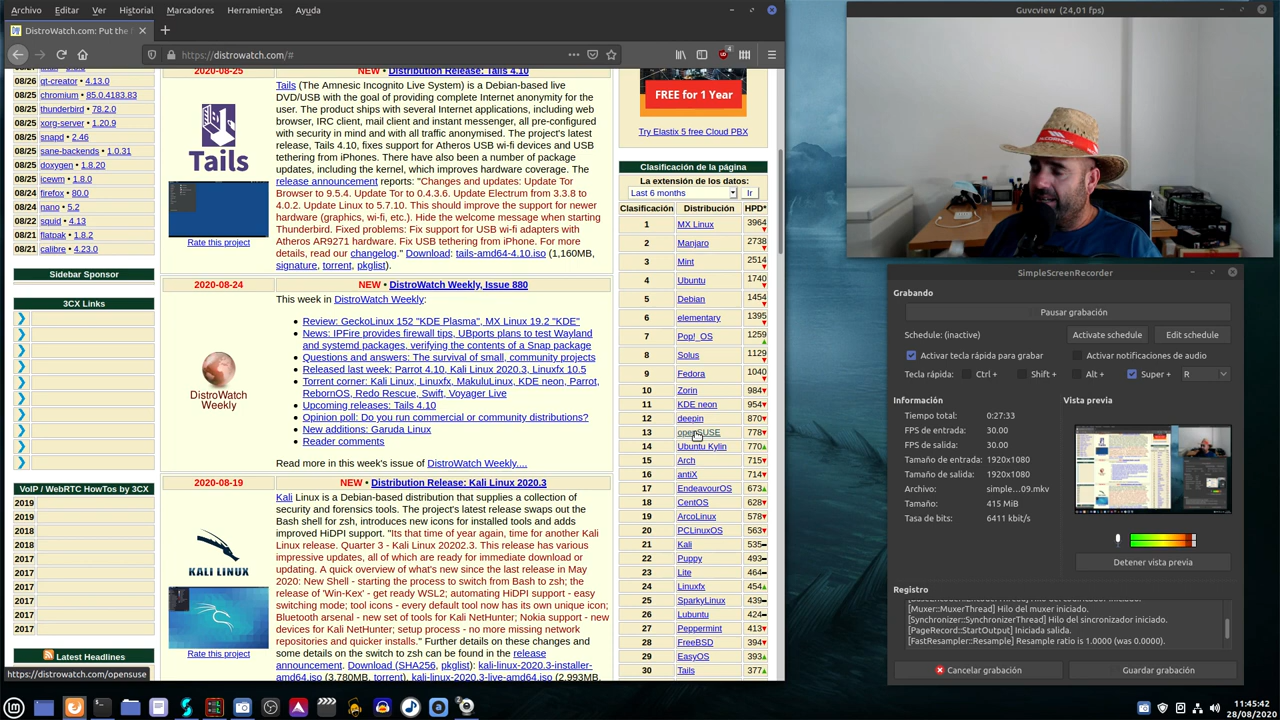 Archivo Editar Ver Historial Marcadores Herramientas Ayuda
DistroWatch.com: Put the
https://distrowatch.com/#
4
08/26 qt-creator • 4.13.0
08/25 chromium • 85.0.4183.83
08/25 thunderbird • 78.2.0
08/25 xorg-server • 1.20.9
08/25 snapd • 2.46
08/25 sane-backends • 1.0.31
08/25 doxygen • 1.8.20
08/25 icewm • 1.8.0
08/24 firefox • 80.0
08/24 nano • 5.2
08/22 squid • 4.13
08/21 flatpak • 1.8.2
08/21 calibre • 4.23.0
Sidebar Sponsor
3CX Links
VoIP / WebRTC HowTos by 3CX
2019
2019
2018
2018
2017
2017
2017
2017
2017
2017
Latest Headlines
https://distrowatch.com/opensuse
2020-08-25
NEW • Distribution Release: Tails 4.10
Tails
Rate this project
Tails (The Amnesic Incognito Live System) is a Debian-based live
DVD/USB with the goal of providing complete Internet anonymity for the
user. The product ships with several Internet applications, including web
browser, IRC client, mail client and instant messenger, all pre-configured
with security in mind and with all traffic anonymised. The project's latest
release, Tails 4.10, fixes support for Atheros USB wi-fi devices and USB
tethering from iPhones. There have also been a number of package
updates, including the kernel, which improves hardware coverage. The
release announcement reports: "Changes and updates: Update Tor
Browser to 9.5.4. Update Tor to 0.4.3.6. Update Electrum from 3.3.8 to
4.0.2. Update Linux to 5.7.10. This should improve the support for newer
hardware (graphics, wi-fi, etc.). Hide the welcome message when starting
Thunderbird. Fixed problems: Fix support for USB wi-fi adapters with
Atheros AR9271 hardware. Fix USB tethering from iPhone. For more
details, read our changelog." Download: tails-amd64-4.10.iso (1,160MB,
signature, torrent, pkglist).
2020-08-24
NEW • DistroWatch Weekly, Issue 880
DistroWatch
Weekly
This week in DistroWatch Weekly:
• Review: GeckoLinux 152 "KDE Plasma", MX Linux 19.2 "KDE"
• News: IPFire provides firewall tips, UBports plans to test Wayland
and systemd packages, verifying the contents of a Snap package
• Questions and answers: The survival of small, community projects
• Released last week: Parrot 4.10, Kali Linux 2020.3, Linuxfx 10.5
• Torrent corner: Kali Linux, Linuxfx, MakuluLinux, KDE neon, Parrot,
RebornOS, Redo Rescue, Swift, Voyager Live
• Upcoming releases: Tails 4.10
• Opinion poll: Do you run commercial or community distributions?
• New additions: Garuda Linux
• Reader comments
Read more in this week's issue of DistroWatch Weekly....
2020-08-19
NEW • Distribution Release: Kali Linux 2020.3
KALI LINUX
Rate this project
Kali Linux is a Debian-based distribution that supplies a collection of
security and forensics tools. The project's latest release swaps out the
Bash shell for zsh, introduces new icons for installed tools and adds
improved HiDPI support. "Its that time of year again, time for another Kali
Linux release. Quarter 3 - Kali Linux 20202.3. This release has various
impressive updates, all of which are ready for immediate download or
updating. A quick overview of what's new since the last release in May
2020: New Shell - starting the process to switch from Bash to zsh; the
release of 'Win-Kex' - get ready WSL2; automating HiDPI support - easy
switching mode; tool icons - every default tool now has its own unique icon;
Bluetooth arsenal - new set of tools for Kali NetHunter; Nokia support - new
devices for Kali NetHunter; setup process - no more missing network
repositories and quicker installs." Further details on these changes and
some details on the switch to zsh can be found in the release
announcement. Download (SHA256, pkglist): kali-linux-2020.3-installer-
amd64.iso (3,780MB, torrent), kali-linux-2020.3-live-amd64.iso (2,993MB,
FREE for 1 Year
Try Elastix 5 free Cloud PBX
Clasificación de la página
La extensión de los datos:
Last 6 months Ir
Clasificación Distribución HPD*
1 MX Linux 3964
2 Manjaro 2738
3 Mint 2514
4 Ubuntu 1740
5 Debian 1454
6 elementary 1395
7 Pop!_OS 1259
8 Solus 1129
9 Fedora 1040
10 Zorin 984
11 KDE neon 954
12 deepin 870
13 openSUSE 778
14 Ubuntu Kylin 770
15 Arch 715
16 antiX 714
17 EndeavourOS 673
18 CentOS 628
19 ArcoLinux 578
20 PCLinuxOS 563
21 Kali 535
22 Puppy 493
23 Lite 464
24 Linuxfx 454
25 SparkyLinux 439
26 Lubuntu 424
27 Peppermint 413
28 FreeBSD 394
29 EasyOS 393
30 Tails 377
Guvcview (24,01 fps)
SimpleScreenRecorder
Grabando
Pausar grabación
Schedule: (inactive) Activate schedule Edit schedule
Activar tecla rápida para grabar Activar notificaciones de audio
Tecla rápida: Ctrl + Shift + Alt + Super + R
Información
Tiempo total: 0:27:33
FPS de entrada: 30.00
FPS de salida: 30.00
Tamaño de entrada: 1920x1080
Tamaño de salida: 1920x1080
Archivo: simple...09.mkv
Tamaño: 415 MiB
Tasa de bits: 6411 kbit/s
Vista previa
Detener vista previa
Registro
[Muxer::MuxerThread] Hilo del muxer iniciado.
[Synchronizer::SynchronizerThread] Hilo del sincronizador iniciado.
[PageRecord::StartOutput] Iniciada salida.
[FastResampler::Resample] Resample ratio is 1.0000 (was 0.0000).
Cancelar grabación Guardar grabación
11:45:42
28/08/2020